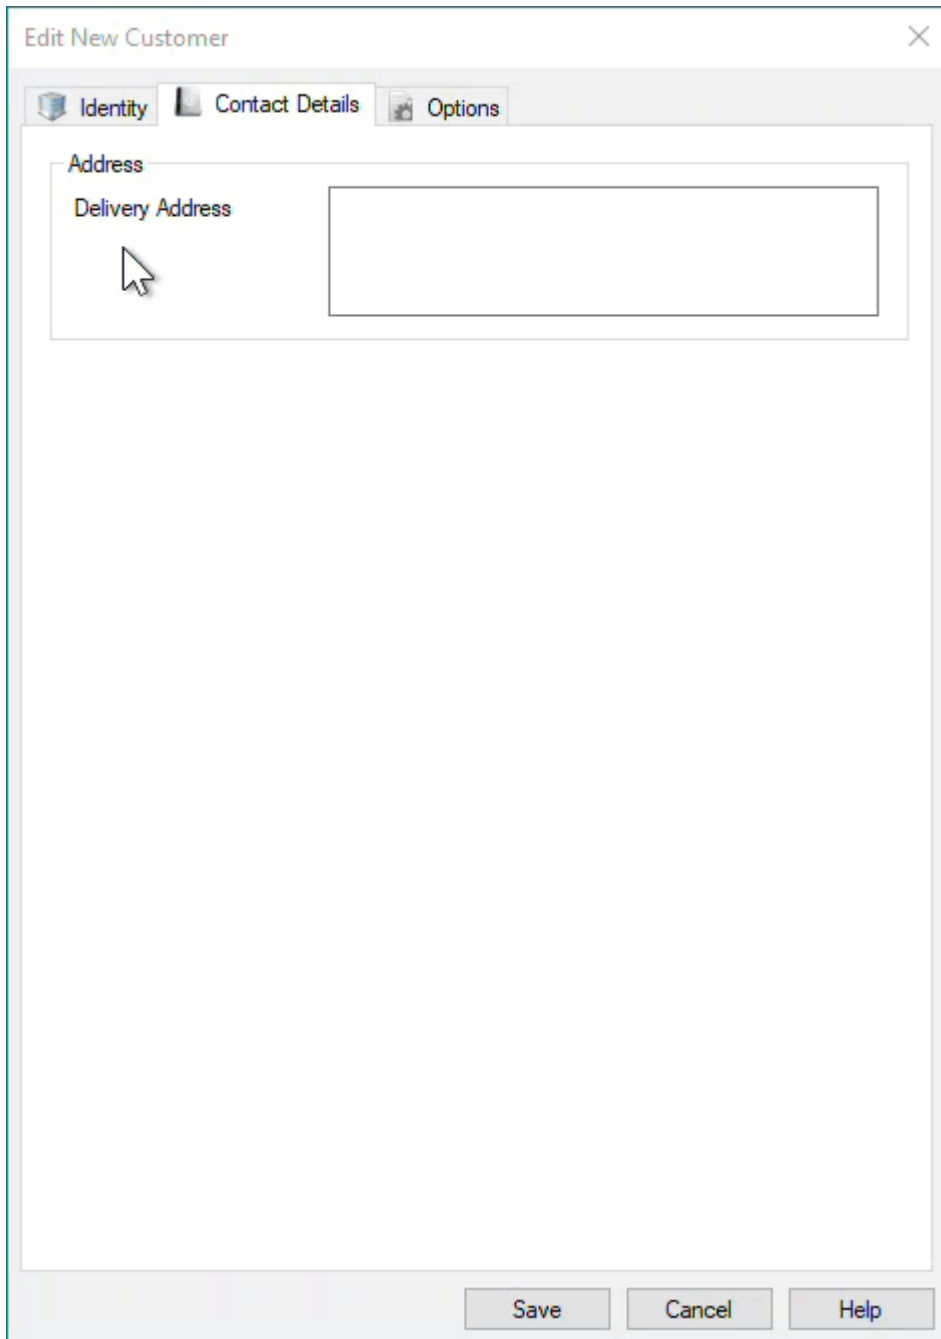 Edit New Customer
Identity Contact Details Options
Address
Delivery Address
Save Cancel Help